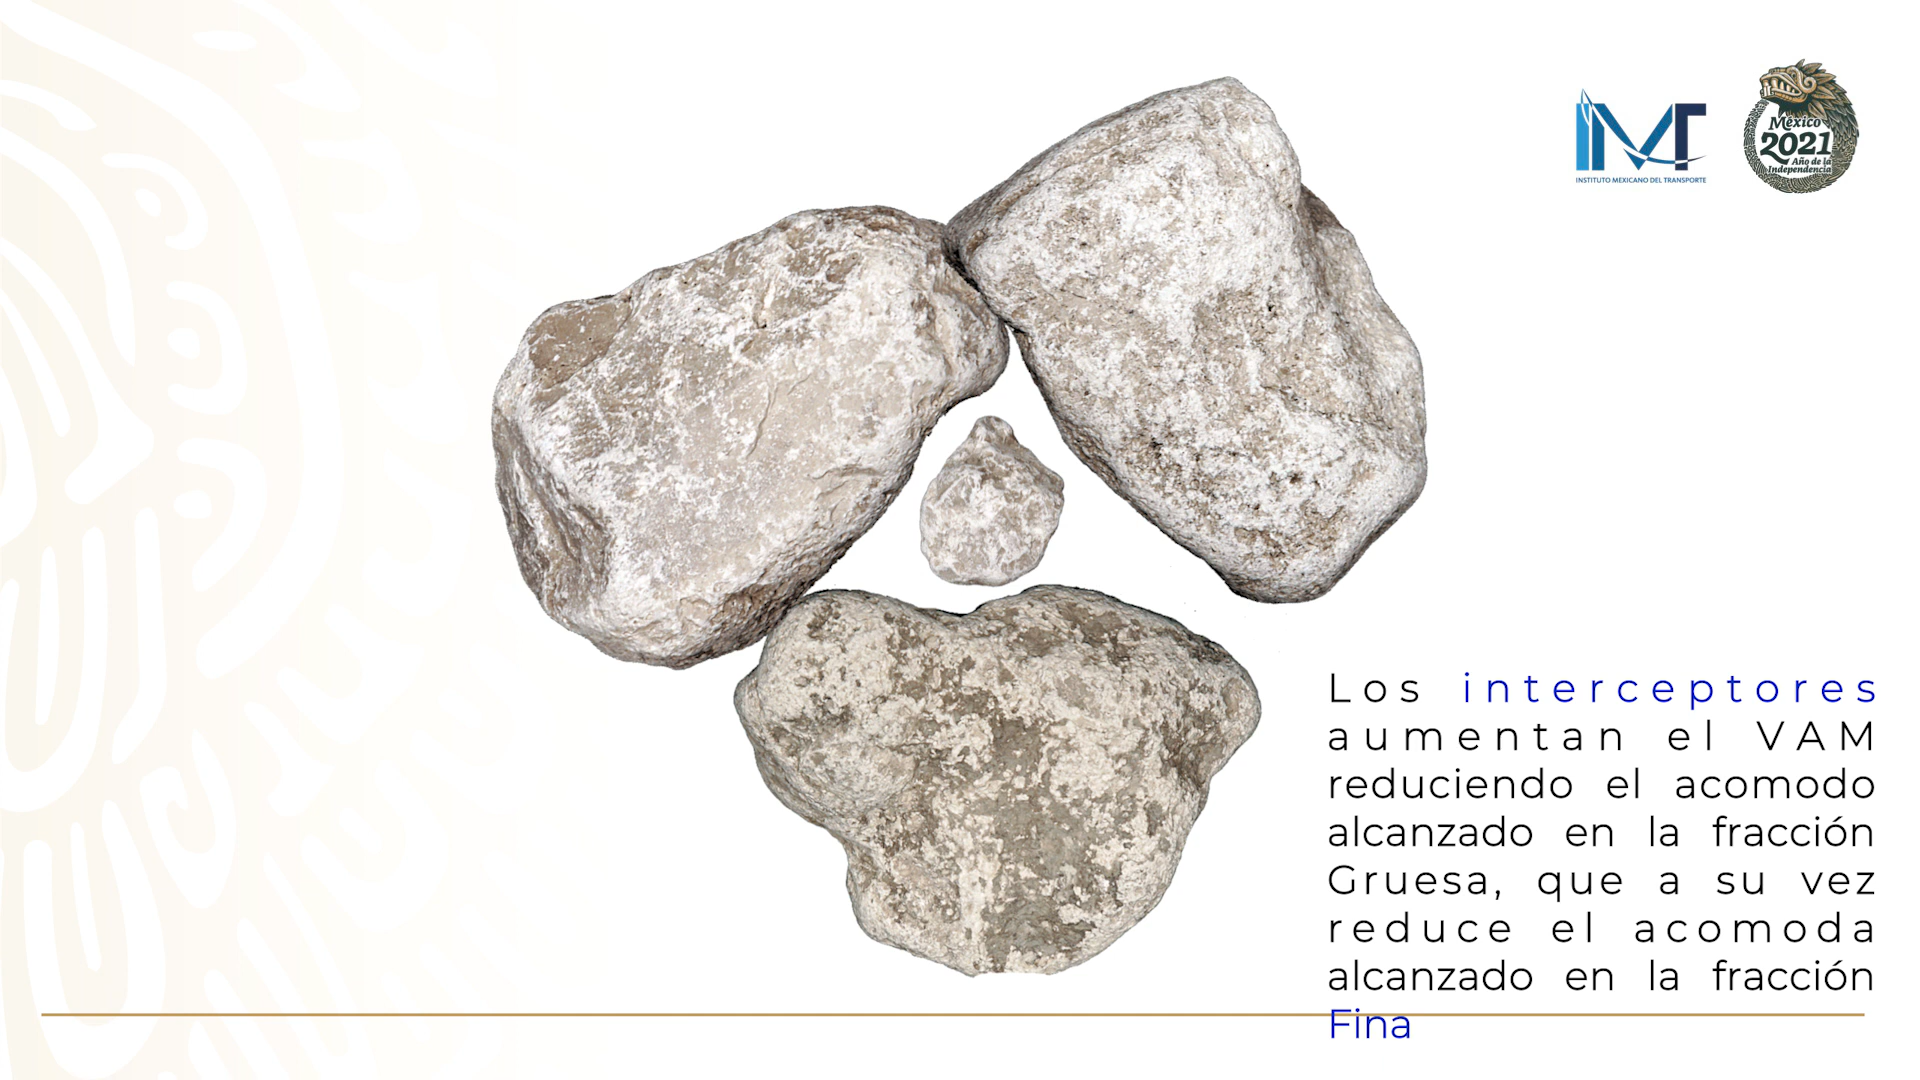 IMT
INSTITUTO MEXICANO DEL TRANSPORTE
México
2021
Año de la
Independencia
Los interceptores
aumentan el VAM
reduciendo el acomodo
alcanzado en la fracción
Gruesa, que a su vez
reduce el acomoda
alcanzado en la fracción
Fina